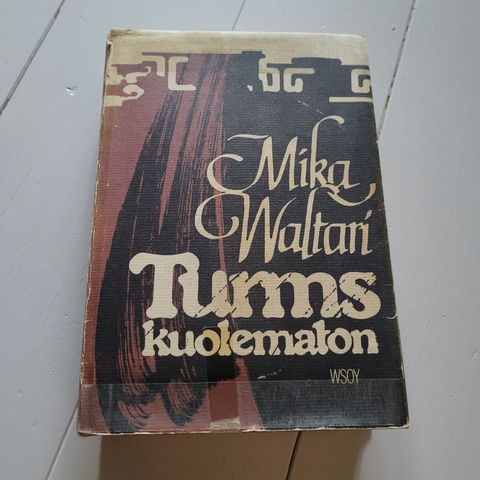 Mika
Waltari
Turms
kuolematon
WSOY